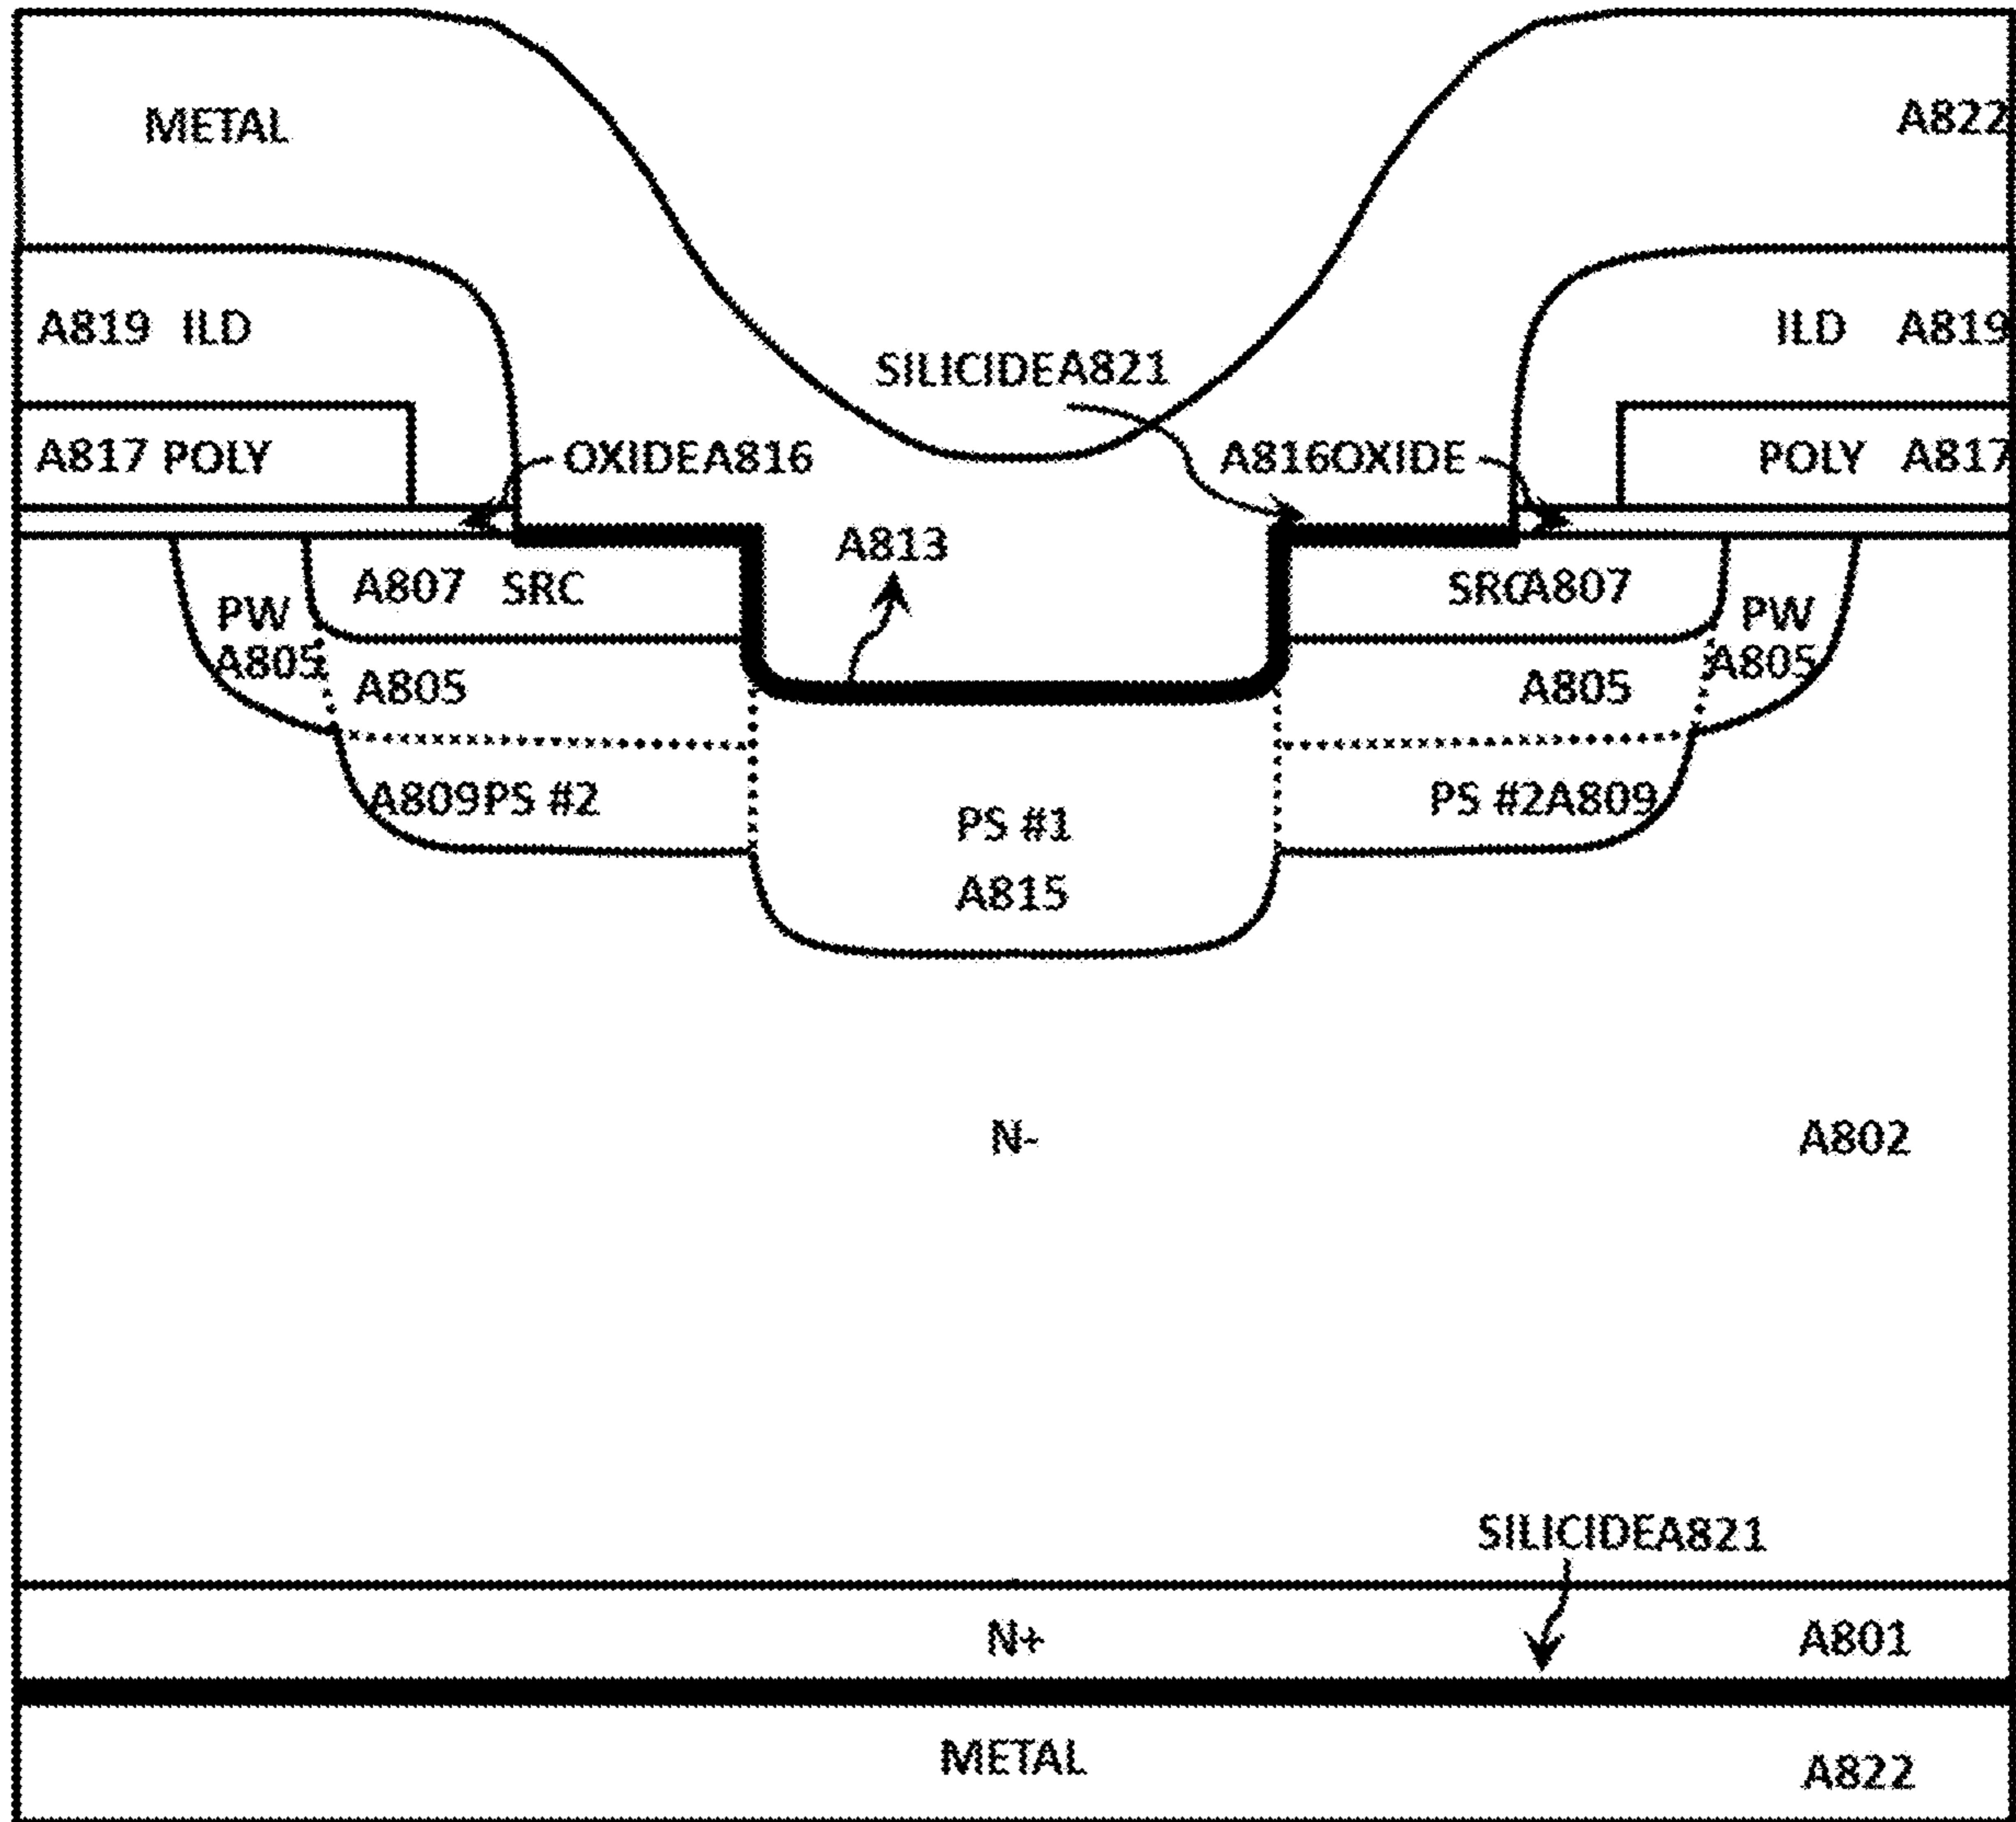 METAL A822
A819 ILD ILD A819
SILICIDEA821
A817 POLY OXIDEA816 A816OXIDE POLY A817
A813
A807 SRC SRCA807
PW PW
A805 A805
A805 A805
A809PS #2 PS #2A809
PS #1
A815
N- A802
SILICIDEA821
N+ A801
METAL A822